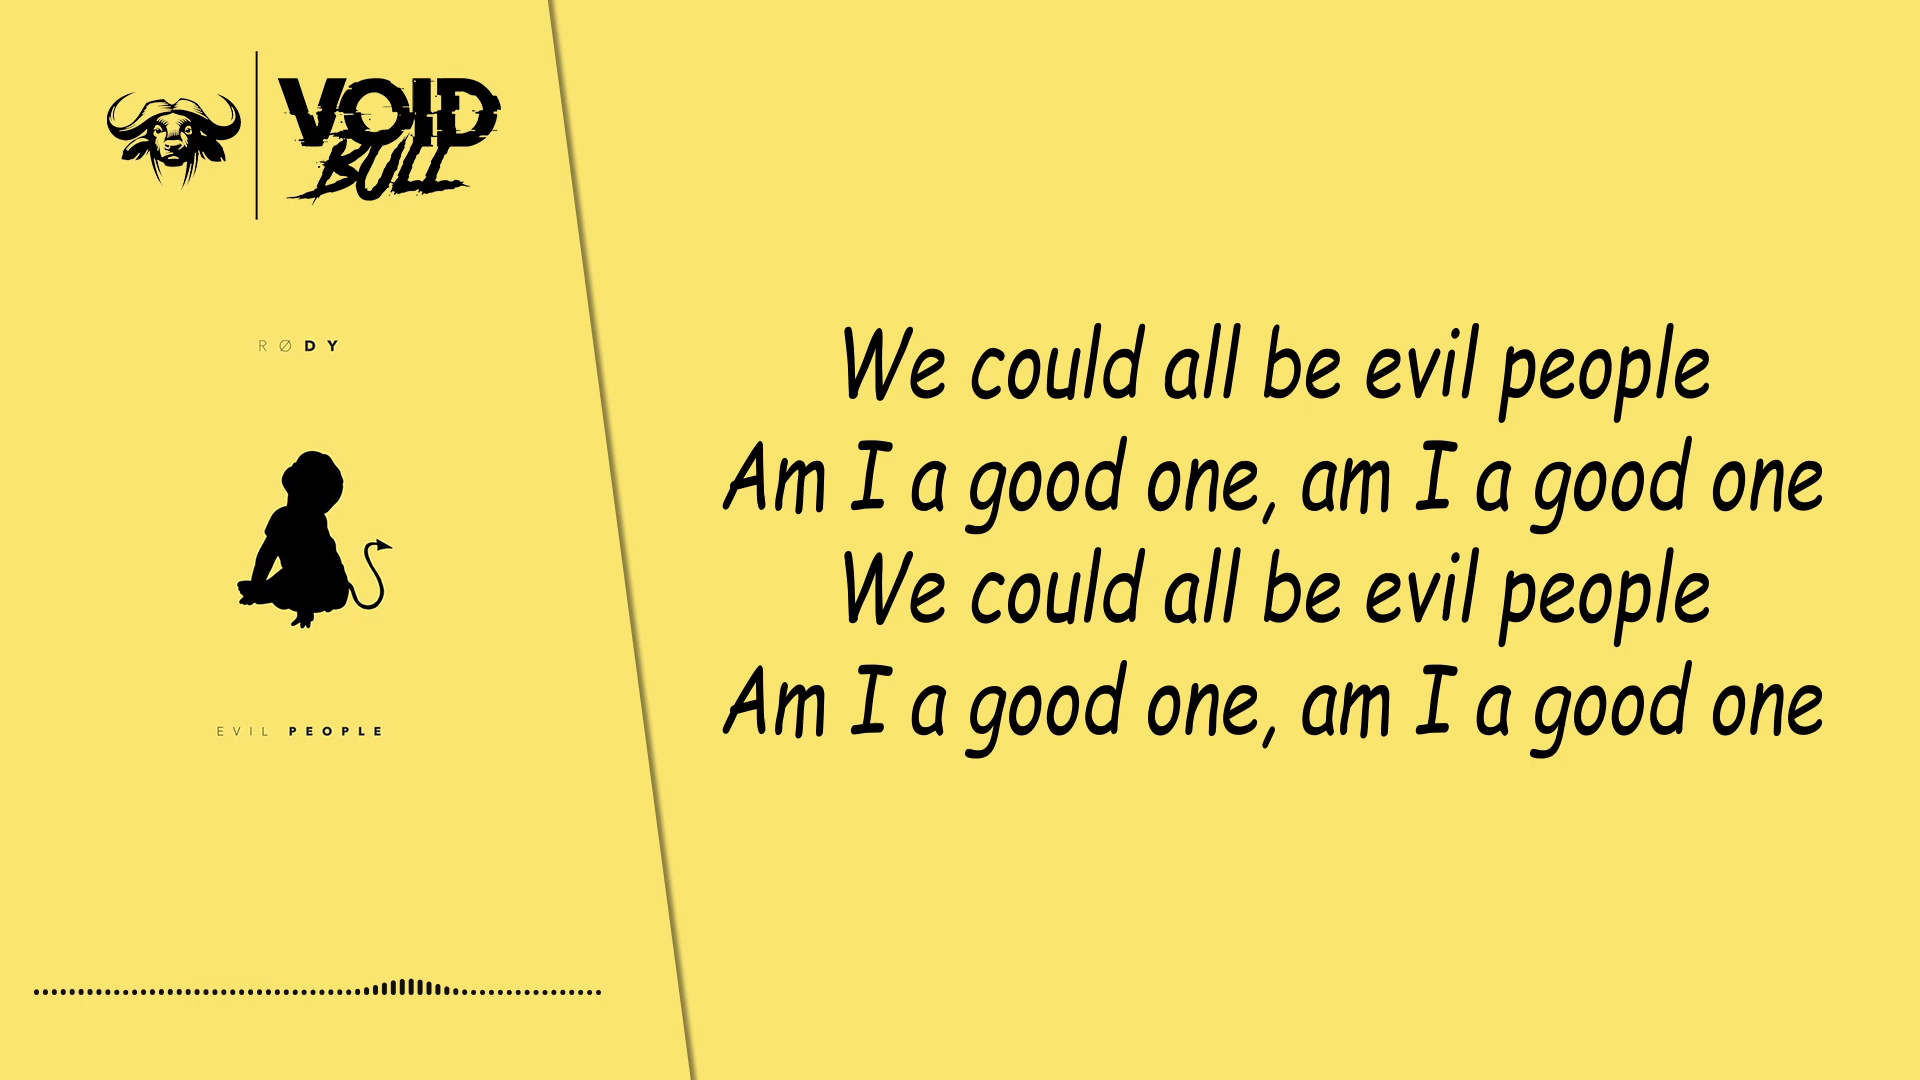 VOID
BULL
RØDY
EVIL PEOPLE
We could all be evil people
Am I a good one, am I a good one
We could all be evil people
Am I a good one, am I a good one